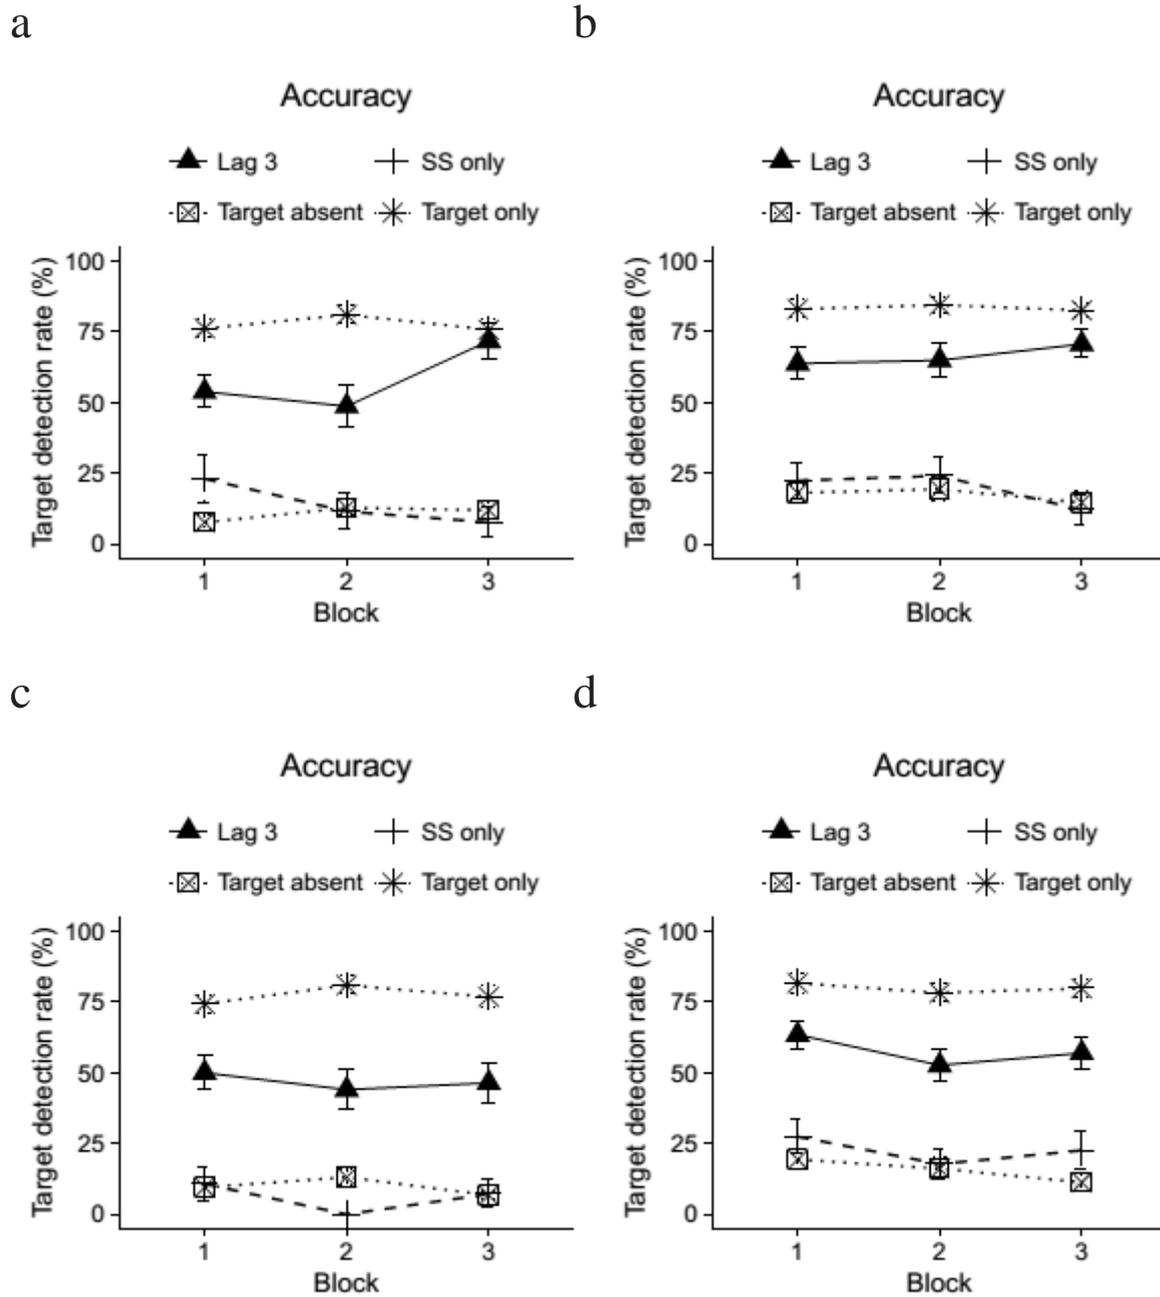 a
Accuracy
Lag 3 SS only
Target absent Target only
Target detection rate (%)
100
75
50
25
0
1 2 3
Block
b
Accuracy
Lag 3 SS only
Target absent Target only
Target detection rate (%)
100
75
50
25
0
1 2 3
Block
c
Accuracy
Lag 3 SS only
Target absent Target only
Target detection rate (%)
100
75
50
25
0
1 2 3
Block
d
Accuracy
Lag 3 SS only
Target absent Target only
Target detection rate (%)
100
75
50
25
0
1 2 3
Block